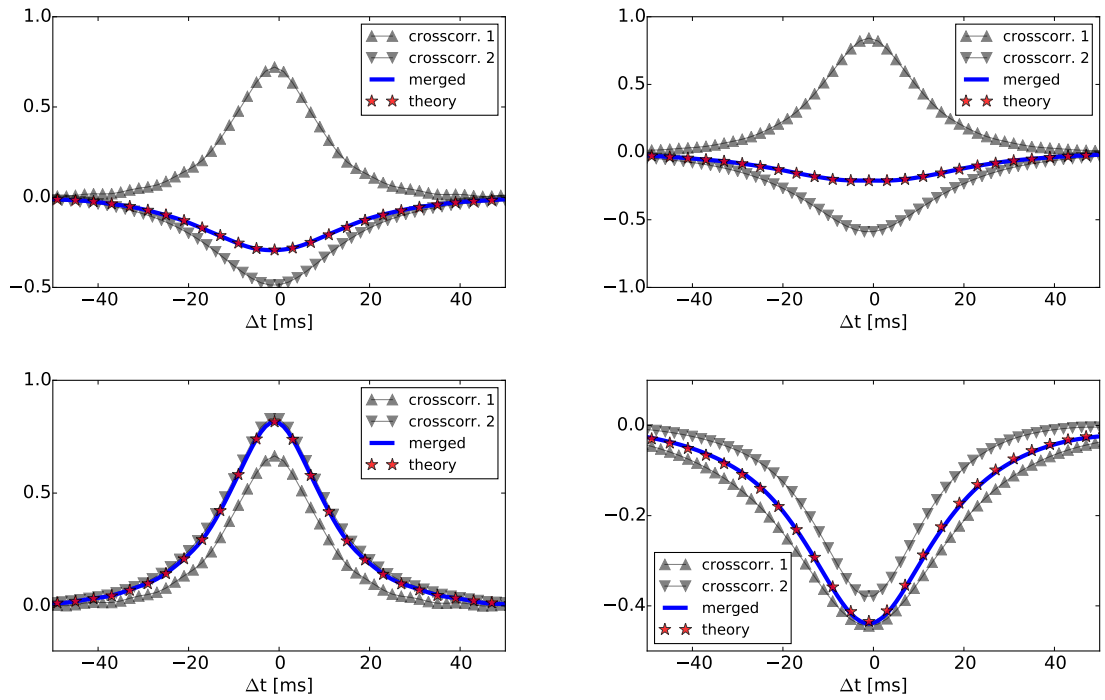 1.0
0.5
0.0
−0.5
crosscorr. 1
crosscorr. 2
merged
theory
−40 −20 0 20 40
Δt [ms]
1.0
0.5
0.0
−0.5
−1.0
crosscorr. 1
crosscorr. 2
merged
theory
−40 −20 0 20 40
Δt [ms]
1.0
0.5
0.0
crosscorr. 1
crosscorr. 2
merged
theory
−40 −20 0 20 40
Δt [ms]
0.0
−0.2
−0.4
crosscorr. 1
crosscorr. 2
merged
theory
−40 −20 0 20 40
Δt [ms]